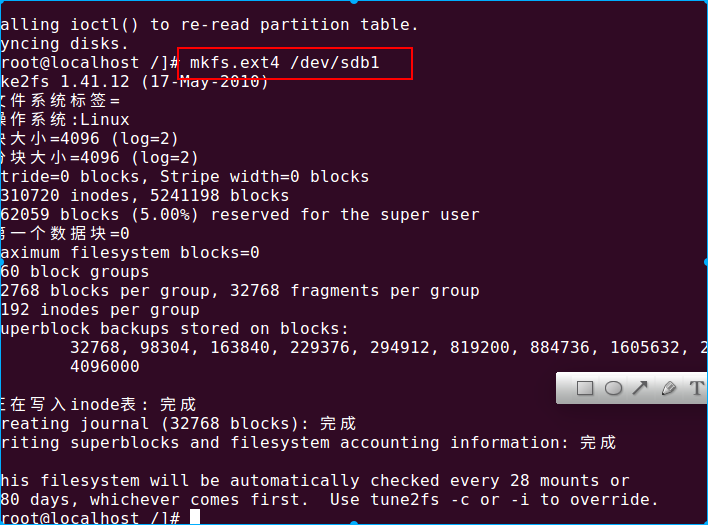 alling ioctl() to re-read partition table.
yncing disks.
root@localhost /]# mkfs.ext4 /dev/sdb1
ke2fs 1.41.12 (17-May-2010)
文件系统标签=
操作系统:Linux
块大小=4096 (log=2)
分块大小=4096 (log=2)
tride=0 blocks, Stripe width=0 blocks
310720 inodes, 5241198 blocks
62059 blocks (5.00%) reserved for the super user
第一个数据块=0
aximum filesystem blocks=0
60 block groups
2768 blocks per group, 32768 fragments per group
192 inodes per group
uperblock backups stored on blocks:
32768, 98304, 163840, 229376, 294912, 819200, 884736, 1605632, 2
4096000
正在写入inode表: 完成
reating journal (32768 blocks): 完成
riting superblocks and filesystem accounting information: 完成
his filesystem will be automatically checked every 28 mounts or
80 days, whichever comes first.  Use tune2fs -c or -i to override.
root@localhost /]#
T